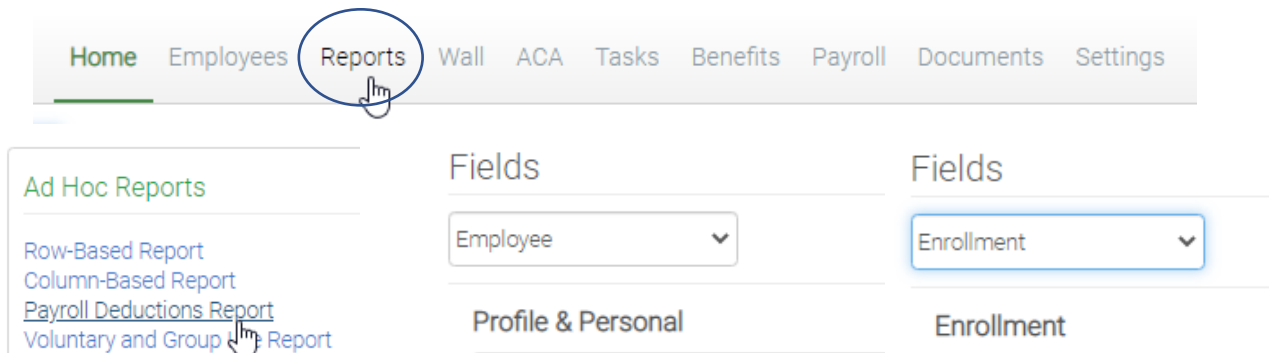 Home Employees Reports Wall ACA Tasks Benefits Payroll Documents Settings
Ad Hoc Reports
Row-Based Report
Column-Based Report
Payroll Deductions Report
Voluntary and Group Report
Fields
Employee
Profile & Personal
Fields
Enrollment
Enrollment